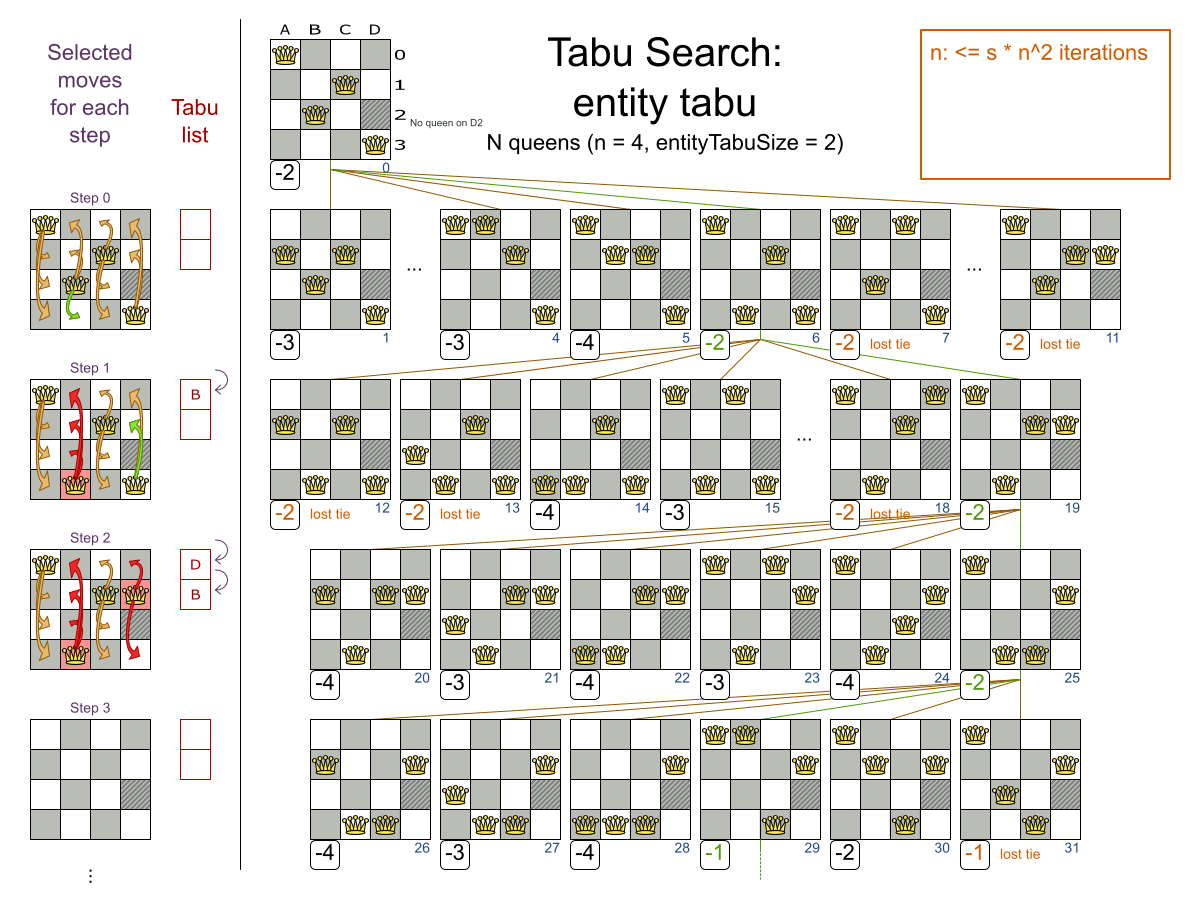 Selected
moves
for each
step
Tabu
list
A B C D
0
1
2
3
No queen on D2
Tabu Search:
entity tabu
N queens (n = 4, entityTabuSize = 2)
n: <= s * n^2 iterations
-2 0
Step 0
... ...
-3 1 -3 4 -4 5 -2 6 -2 lost tie 7 -2 lost tie 11
Step 1
B
...
-2 lost tie 12 -2 lost tie 13 -4 14 -3 15 -2 lost tie 18 -2 19
Step 2
D
B
-4 20 -3 21 -4 22 -3 23 -4 24 -2 25
Step 3
-4 26 -3 27 -4 28 -1 29 -2 30 -1 lost tie 31
...